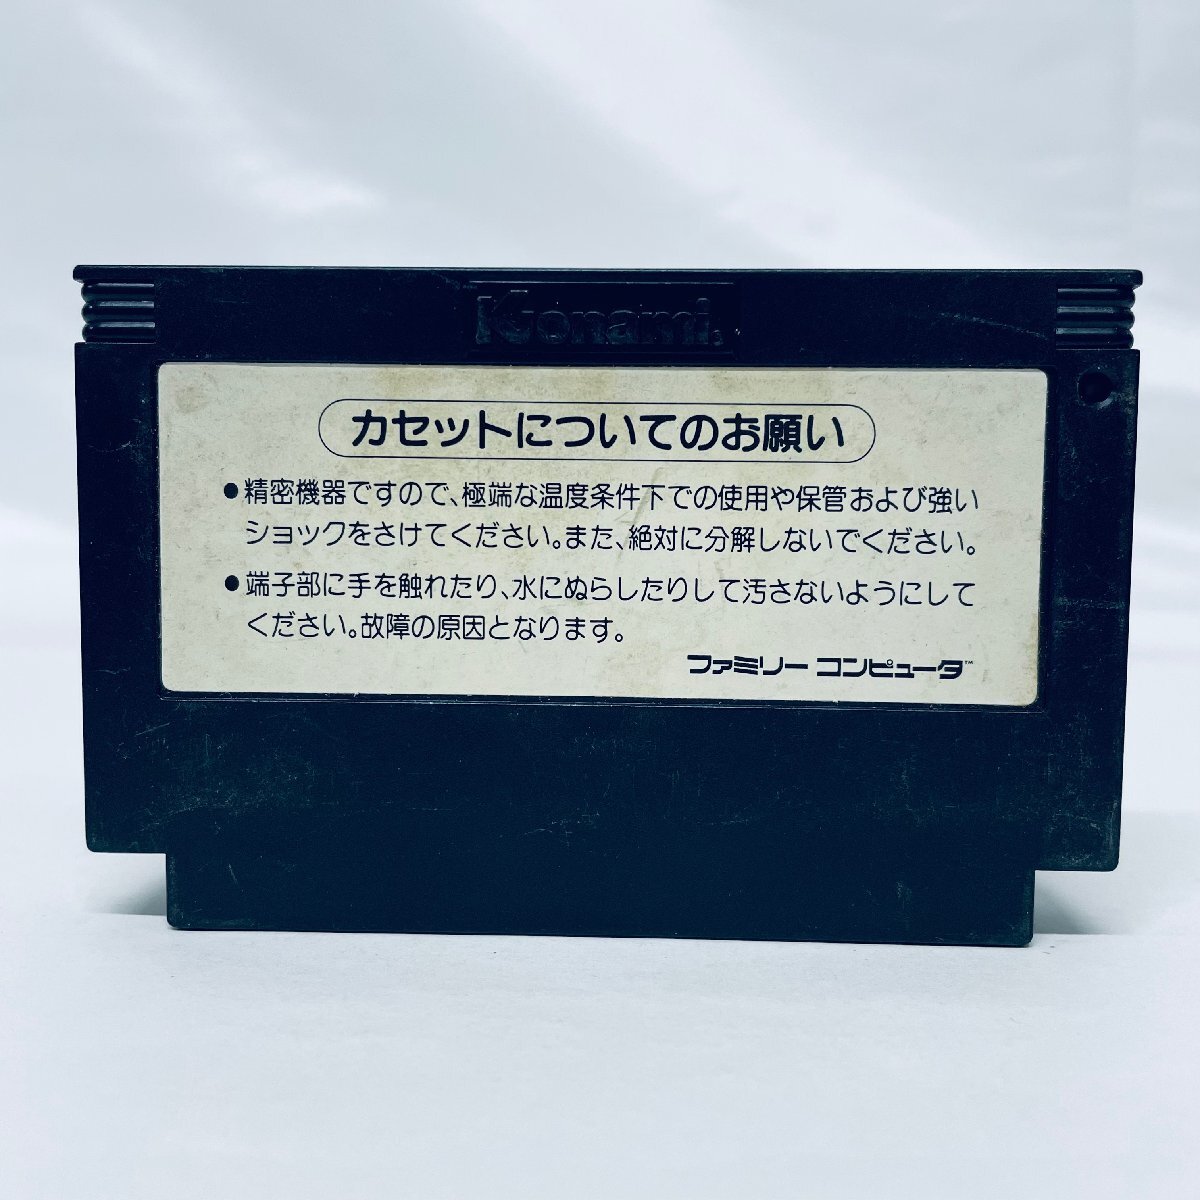 Konami.
カセットについてのお願い
●精密機器ですので、極端な温度条件下での使用や保管および強い
ショックをさけてください。また、絶対に分解しないでください。
●端子部に手を触れたり、水にぬらしたりして汚さないようにして
ください。故障の原因となります。
ファミリー コンピュータ™